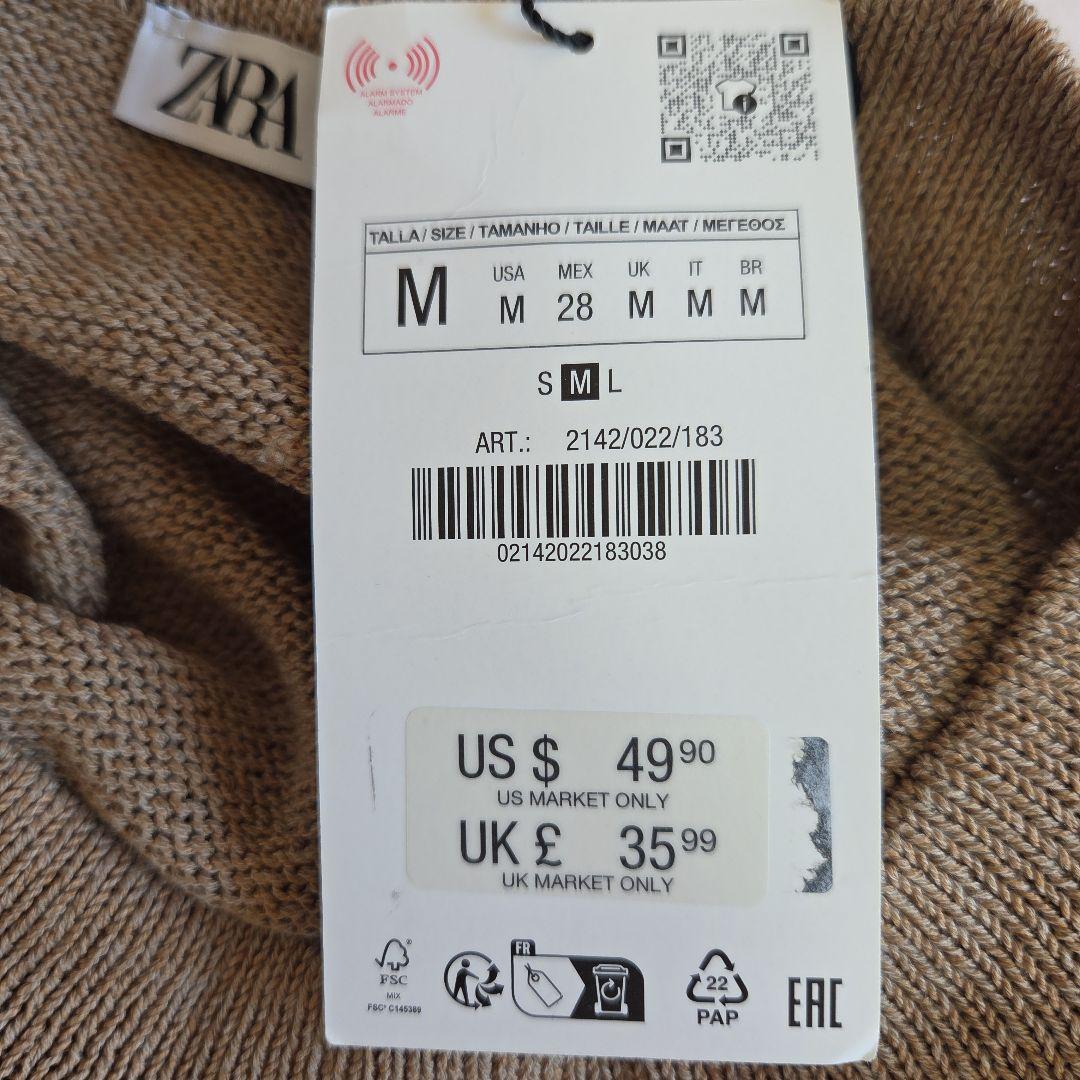 ZARA
ALARM SYSTEM
ALARMADO
ALARME
TALLA / SIZE / TAMANHO / TAILLE / MAAT / ΜΕΓΕΘΟΣ
M USA MEX UK IT BR
M 28 M M M
S M L
ART.: 2142/022/183
02142022183038
US $ 49 90
US MARKET ONLY
UK £ 35 99
UK MARKET ONLY
FSC®
MIX
FSC® C145389
FR
22
PAP
EAC